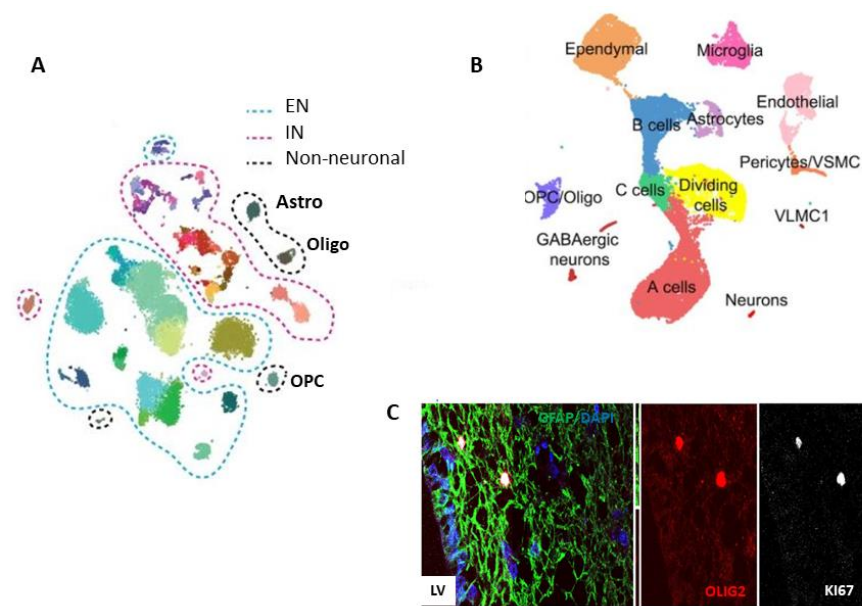 A
EN
IN
Non-neuronal
Astro
Oligo
OPC
B
Ependymal
Microglia
Endothelial
B cells
Astrocytes
Pericytes/VSMC
OPC/Oligo
C cells
Dividing
cells
VLMC1
GABAergic
neurons
A cells
Neurons
C
GFAP/DAPI
LV
OLIG2
KI67